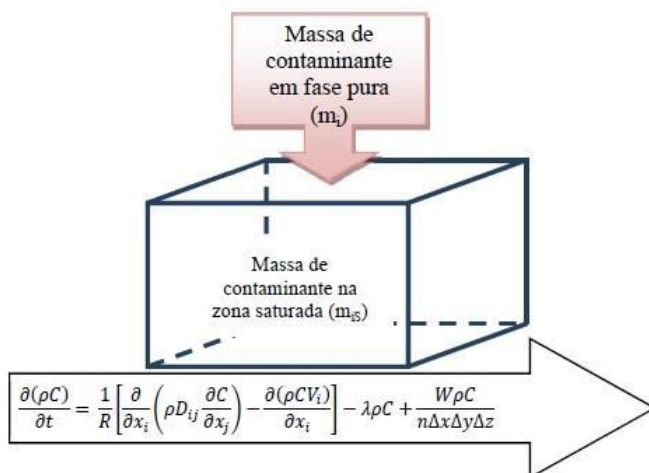 Massa de
contaminante
em fase pura
(mᵢ)
Massa de
contaminante na
zona saturada (mᵢₛ)
∂(ρC)/∂t = 1/R [∂/∂xᵢ (ρDᵢⱼ ∂C/∂xⱼ) − ∂(ρCVᵢ)/∂xᵢ] − λρC + WρC/(nΔxΔyΔz)